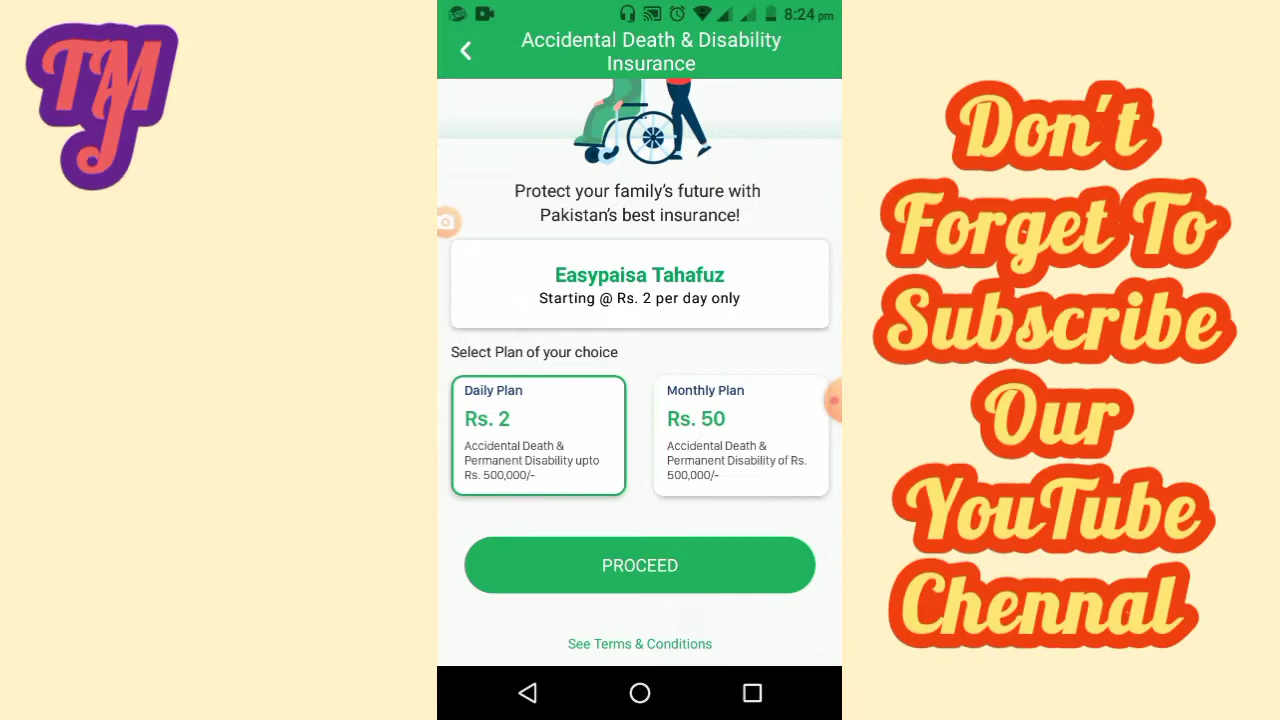 TMJ
8:24 pm
Accidental Death & Disability
Insurance
Protect your family's future with
Pakistan's best insurance!
Easypaisa Tahafuz
Starting @ Rs. 2 per day only
Select Plan of your choice
Daily Plan
Rs. 2
Accidental Death &
Permanent Disability upto
Rs. 500,000/-
Monthly Plan
Rs. 50
Accidental Death &
Permanent Disability of Rs.
500,000/-
PROCEED
See Terms & Conditions
Don't
Forget To
Subscribe
Our
YouTube
Chennal